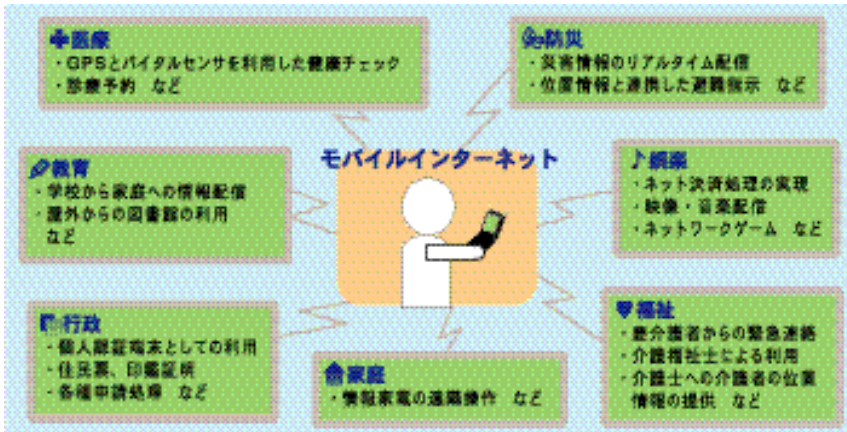 医療
・GPSとバイタルセンサを利用した健康チェック
・診療予約 など
防災
・災害情報のリアルタイム配信
・位置情報と連携した避難指示 など
モバイルインターネット
教育
・学校から家庭への情報配信
・屋外からの図書館の利用
など
娯楽
・ネット決済処理の実現
・映像・音楽配信
・ネットワークゲーム など
行政
・個人認証端末としての利用
・住民票、印鑑証明
・各種申請処理 など
家庭
・情報家電の遠隔操作 など
福祉
・要介護者からの緊急連絡
・介護福祉士による利用
・介護士への介護者の位置
情報の提供 など